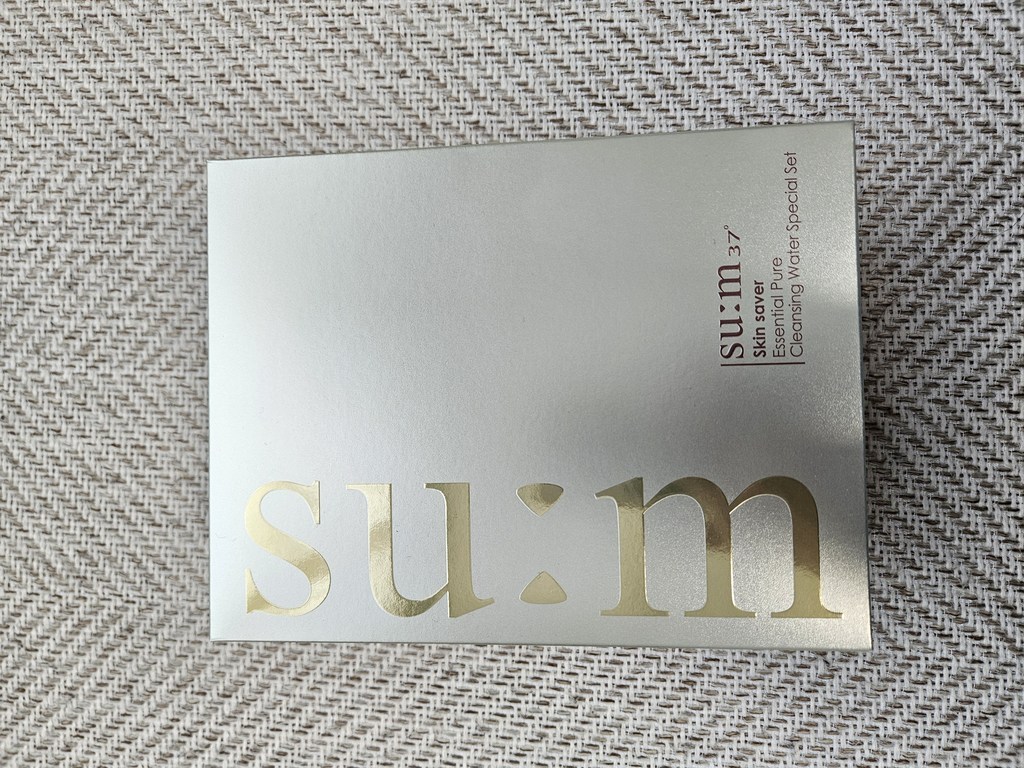 su:m
su:m37°
Skin saver
Essential Pure
Cleansing Water Special Set